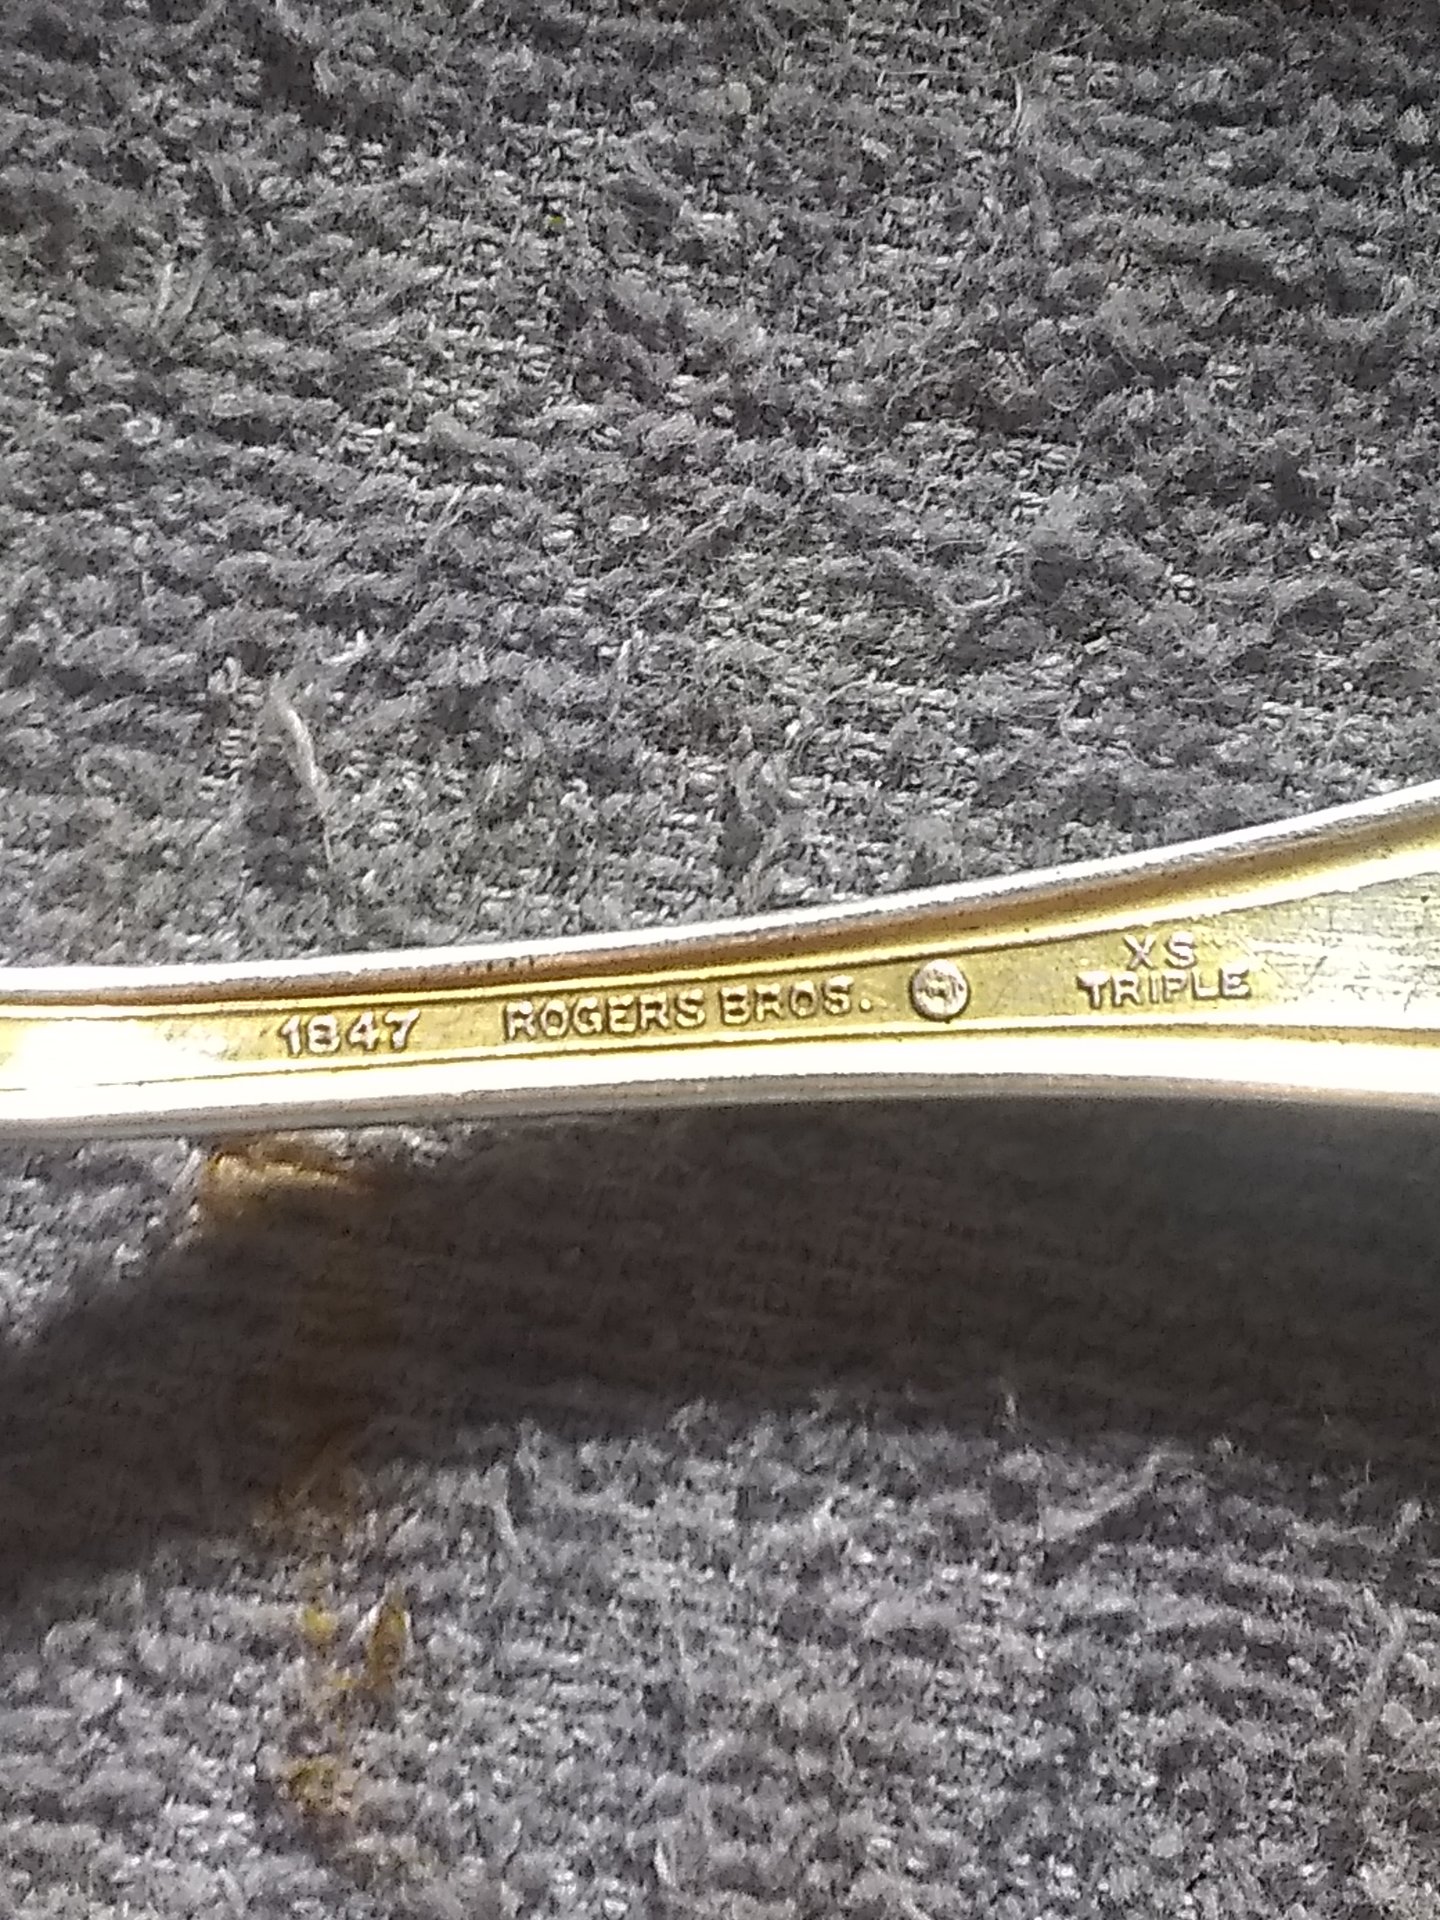 1847 ROGERS BROS. XS
TRIPLE